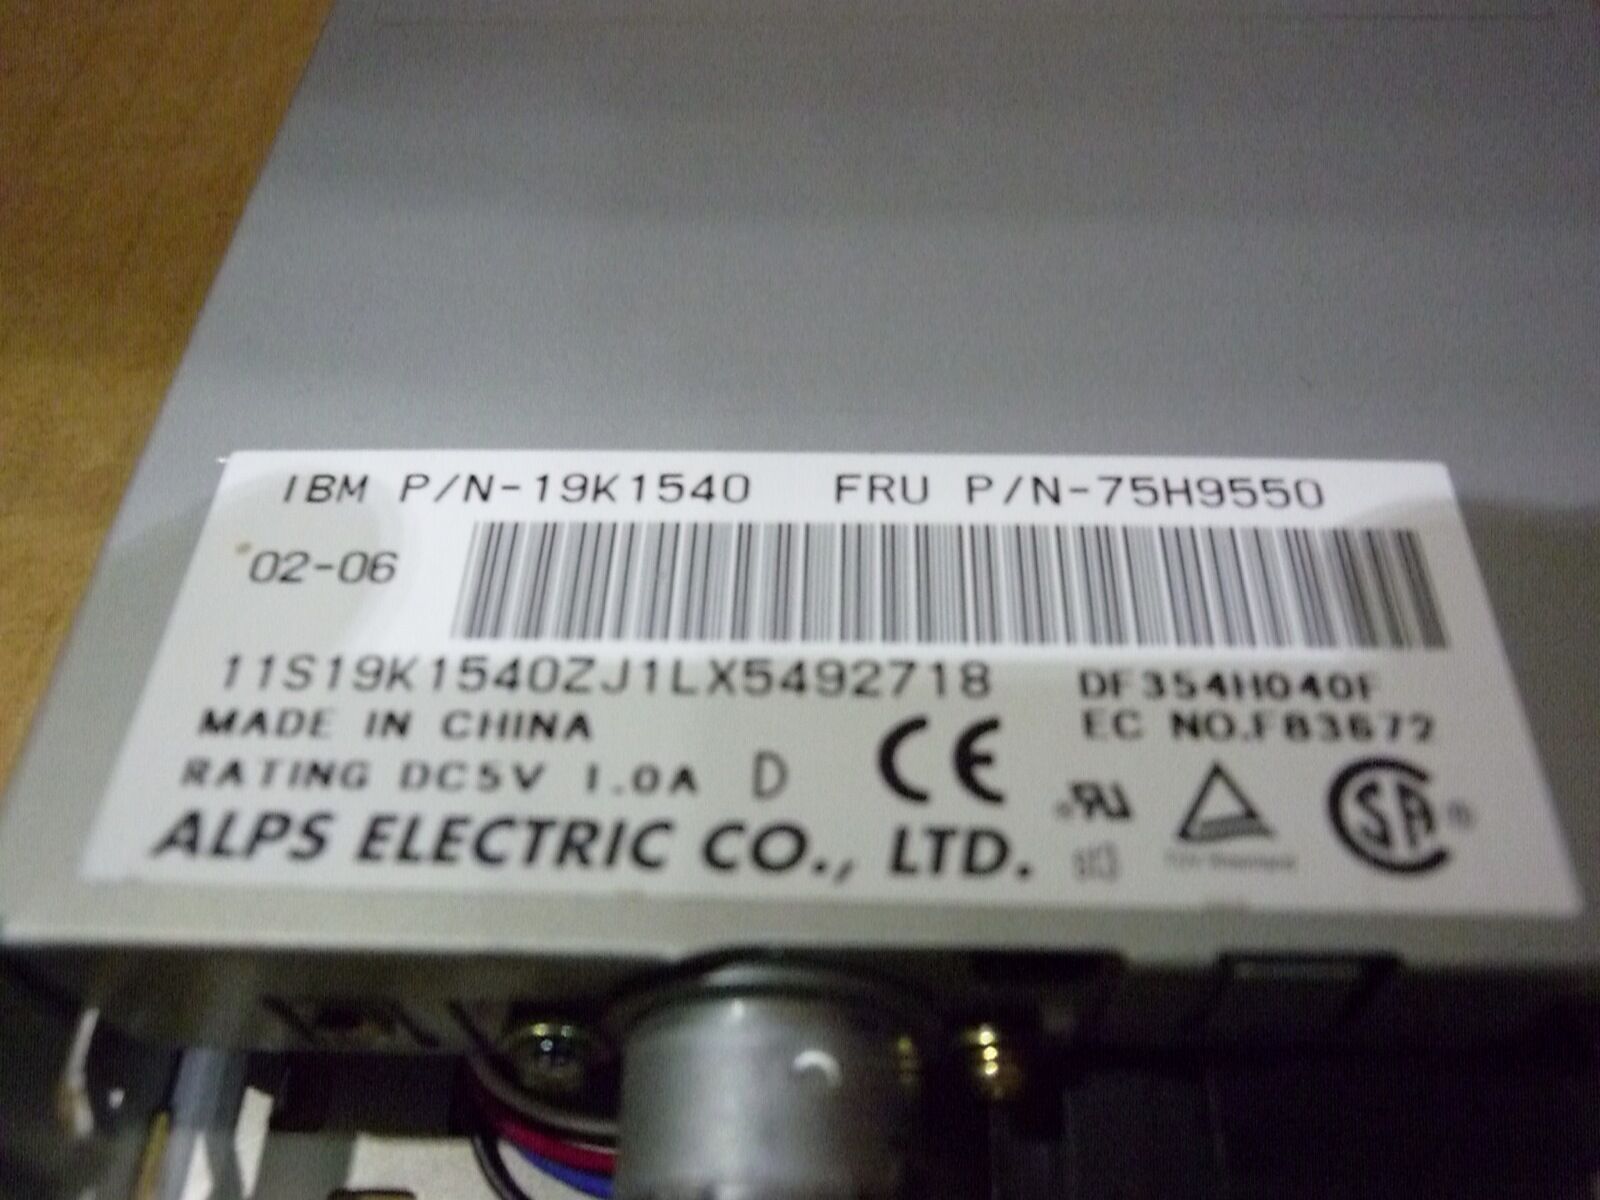 IBM P/N-19K1540 FRU P/N-75H9550
02-06
11S19K1540ZJ1LX5492718 DF354H040F
MADE IN CHINA EC NO.F83672
RATING DC5V 1.0A D CE
ALPS ELECTRIC CO., LTD.